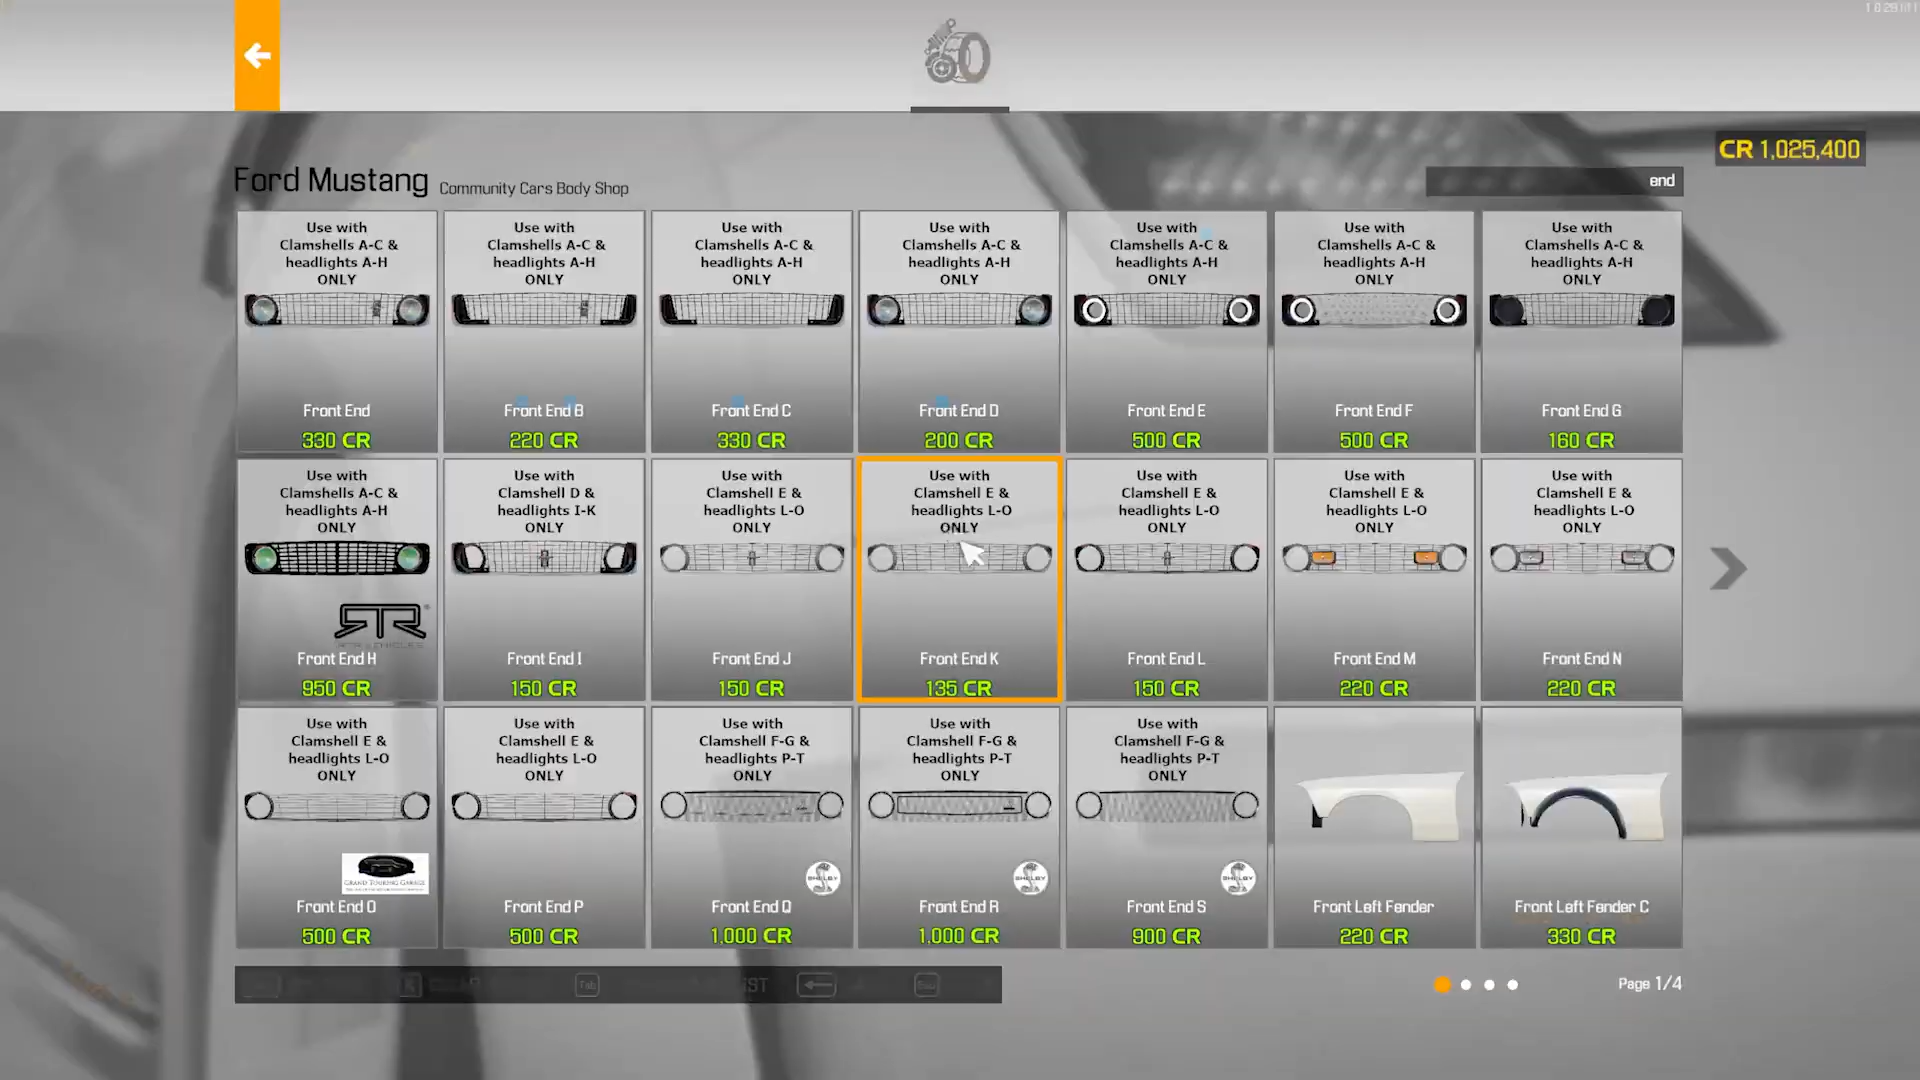 CR 1,025,400
Ford Mustang Community Cars Body Shop
end
Use with
Clamshells A-C &
headlights A-H
ONLY
Front End
330 CR
Use with
Clamshells A-C &
headlights A-H
ONLY
Front End B
220 CR
Use with
Clamshells A-C &
headlights A-H
ONLY
Front End C
330 CR
Use with
Clamshells A-C &
headlights A-H
ONLY
Front End D
200 CR
Use with
Clamshells A-C &
headlights A-H
ONLY
Front End E
500 CR
Use with
Clamshells A-C &
headlights A-H
ONLY
Front End F
500 CR
Use with
Clamshells A-C &
headlights A-H
ONLY
Front End G
160 CR
Use with
Clamshells A-C &
headlights A-H
ONLY
RTR
Front End H
950 CR
Use with
Clamshell D &
headlights I-K
ONLY
Front End I
150 CR
Use with
Clamshell E &
headlights L-O
ONLY
Front End J
150 CR
Use with
Clamshell E &
headlights L-O
ONLY
Front End K
135 CR
Use with
Clamshell E &
headlights L-O
ONLY
Front End L
150 CR
Use with
Clamshell E &
headlights L-O
ONLY
Front End M
220 CR
Use with
Clamshell E &
headlights L-O
ONLY
Front End N
220 CR
Use with
Clamshell E &
headlights L-O
ONLY
GRAND TOURING GARAGE
Front End O
500 CR
Use with
Clamshell E &
headlights L-O
ONLY
Front End P
500 CR
Use with
Clamshell F-G &
headlights P-T
ONLY
SHELBY
Front End Q
1,000 CR
Use with
Clamshell F-G &
headlights P-T
ONLY
SHELBY
Front End R
1,000 CR
Use with
Clamshell F-G &
headlights P-T
ONLY
SHELBY
Front End S
900 CR
Front Left Fender
220 CR
Front Left Fender C
330 CR
Tab
Esc
Page 1/4